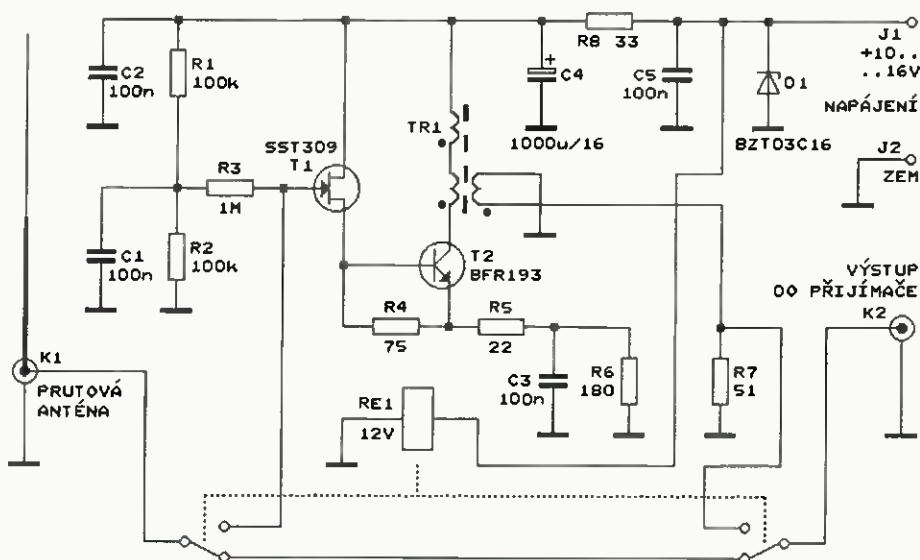 R8 33
J1
+10..
..16V
NAPÁJENÍ
C2
100n
R1
100k
C4
+
1000u/16
C5
100n
D1
BZT03C16
TR1
SST309
T1
J2
ZEM
R3
1M
C1
100n
R2
100k
T2
BFR193
VÝSTUP
DO PŘIJÍMAČE
K2
R4
75
R5
22
K1
PRUTOVÁ
ANTÉNA
C3
100n
R6
180
R7
51
RE1
12V